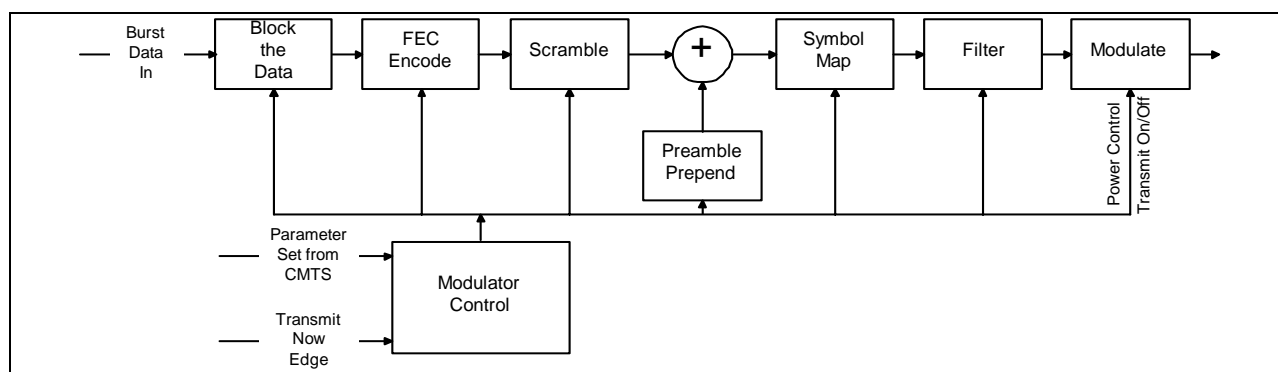 Burst
Data
In
Block
the
Data
FEC
Encode
Scramble
+
Symbol
Map
Filter
Modulate
Preamble
Prepend
Power Control
Transmit On/Off
Parameter
Set from
CMTS
Modulator
Control
Transmit
Now
Edge